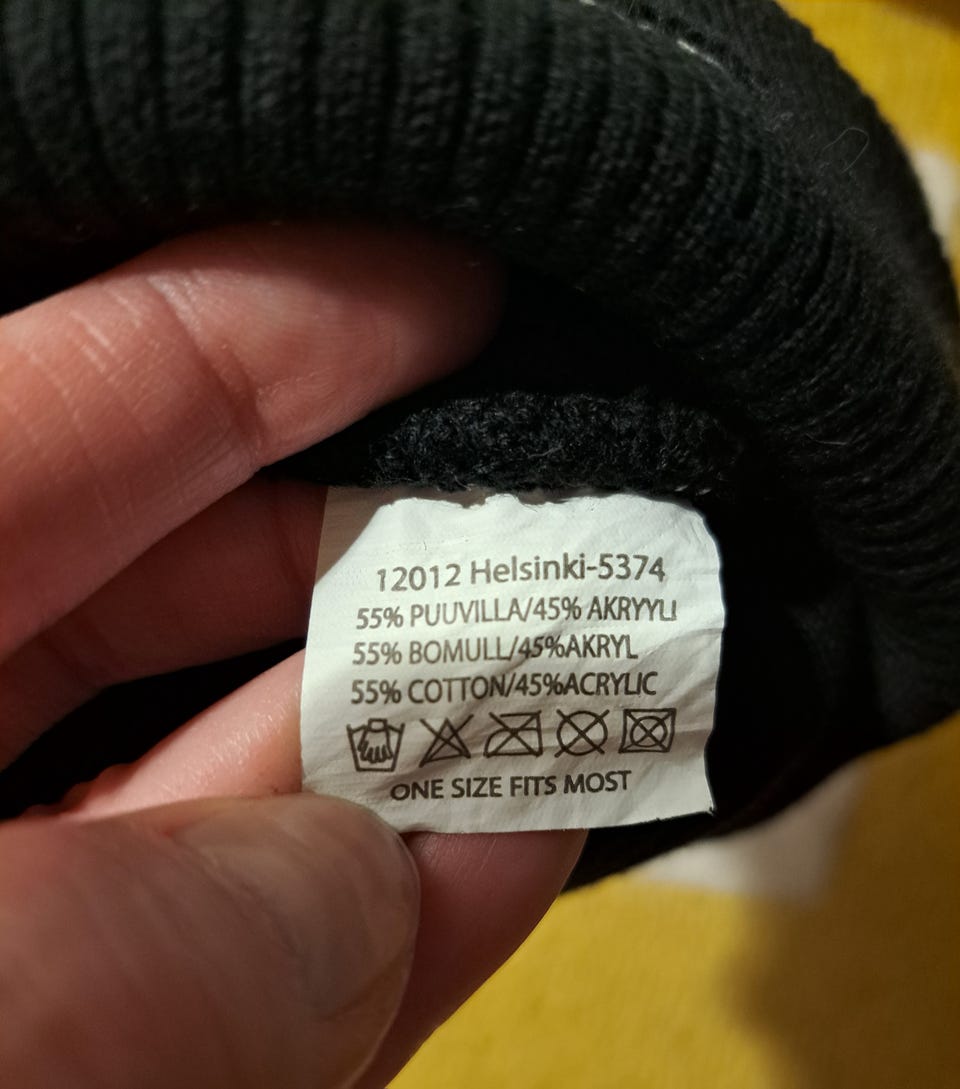 12012 Helsinki-5374
55% PUUVILLA/45% AKRYYLI
55% BOMULL/45%AKRYL
55% COTTON/45%ACRYLIC
ONE SIZE FITS MOST